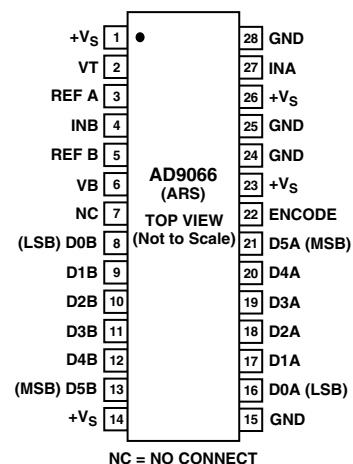 +VS 1
VT 2
REF A 3
INB 4
REF B 5
VB 6
NC 7
(LSB) D0B 8
D1B 9
D2B 10
D3B 11
D4B 12
(MSB) D5B 13
+VS 14
AD9066
(ARS)
TOP VIEW
(Not to Scale)
28 GND
27 INA
26 +VS
25 GND
24 GND
23 +VS
22 ENCODE
21 D5A (MSB)
20 D4A
19 D3A
18 D2A
17 D1A
16 D0A (LSB)
15 GND
NC = NO CONNECT